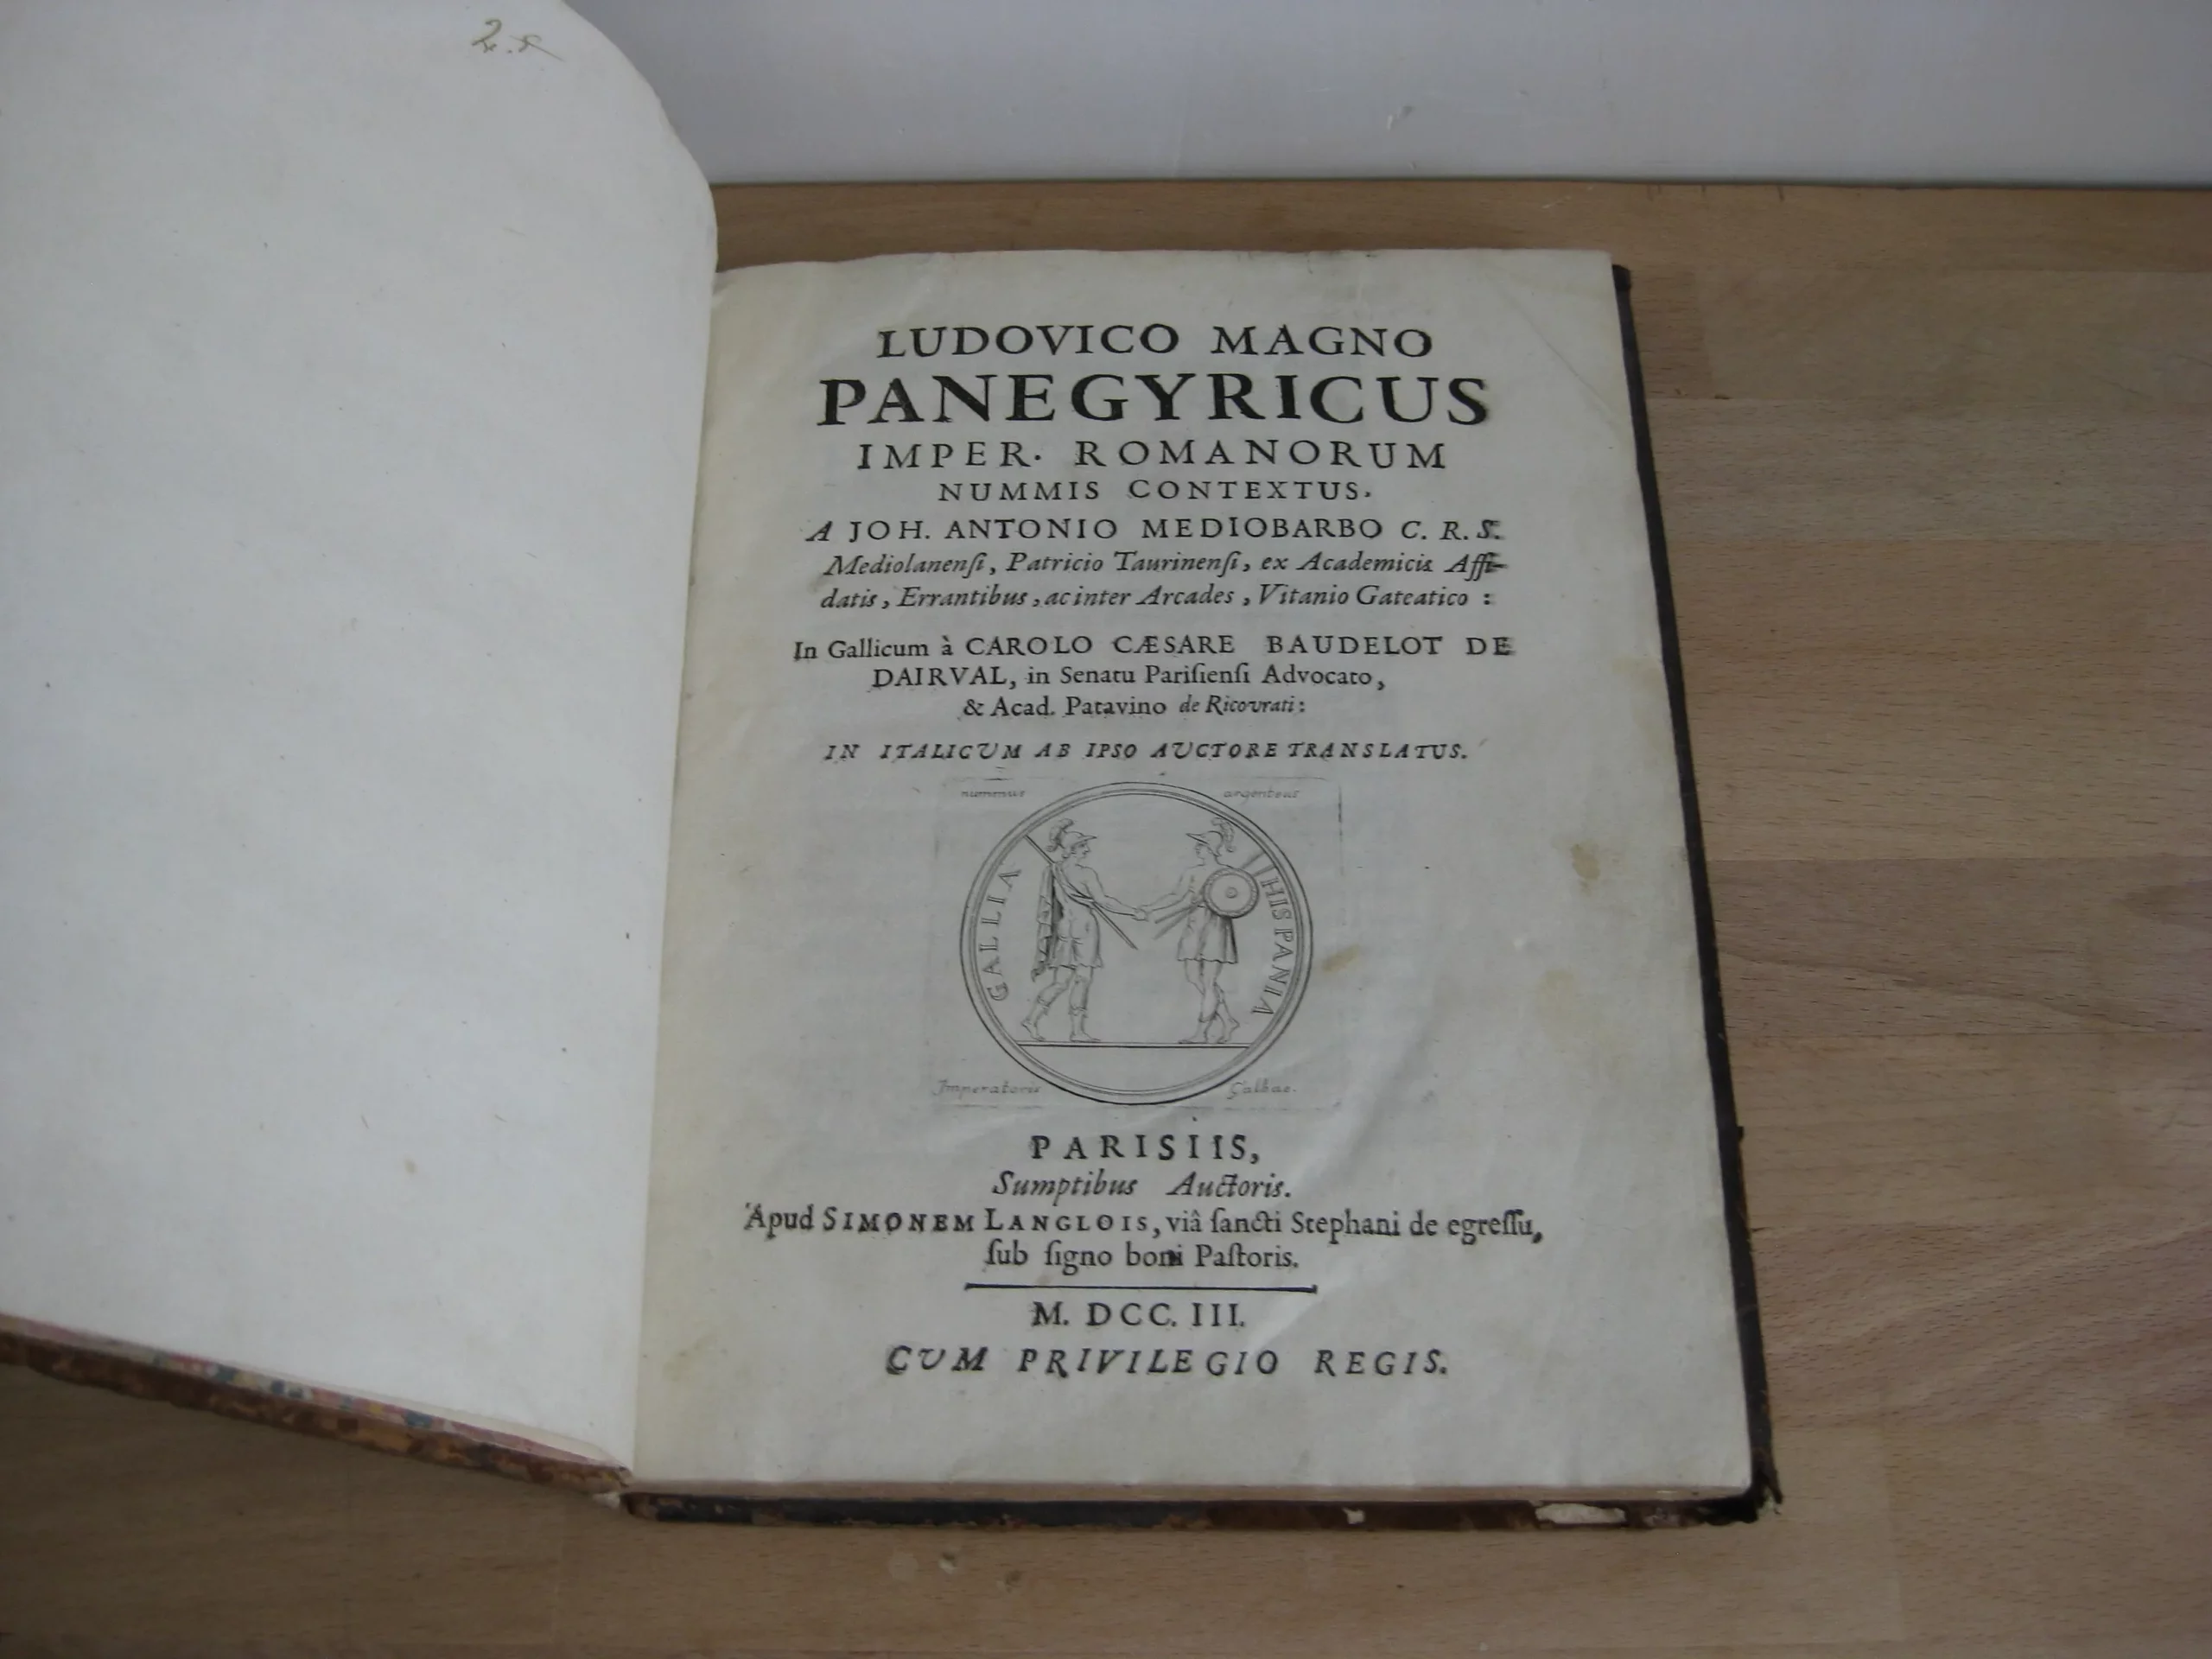 LUDOVICO MAGNO
PANEGYRICUS
IMPER. ROMANORUM
NUMMIS CONTEXTUS.
A JOH. ANTONIO MEDIOBARBO C. R. S.
Mediolanenſi, Patricio Taurinenſi, ex Academicis Affi-
datis, Errantibus, ac inter Arcades, Vitanio Gateatico :
In Gallicum à CAROLO CÆSARE BAUDELOT DE
DAIRVAL, in Senatu Pariſienſi Advocato,
& Acad. Patavino de Ricovrati :
IN ITALICUM AB IPSO AUCTORE TRANSLATUS.
nummus argenteus
GALLIA HISPANIA
Imperatoris Galbae.
PARISIIS,
Sumptibus Auctoris.
Apud SIMONEM LANGLOIS, viâ ſancti Stephani de egreſſu,
ſub ſigno boni Paſtoris.
M. DCC. III.
CUM PRIVILEGIO REGIS.